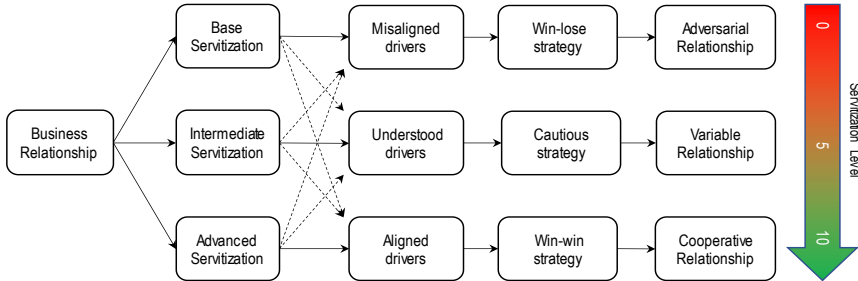 Business
Relationship
Base
Servitization
Misaligned
drivers
Win-lose
strategy
Adversarial
Relationship
Intermediate
Servitization
Understood
drivers
Cautious
strategy
Variable
Relationship
Advanced
Servitization
Aligned
drivers
Win-win
strategy
Cooperative
Relationship
0
5
10
Servitization Level